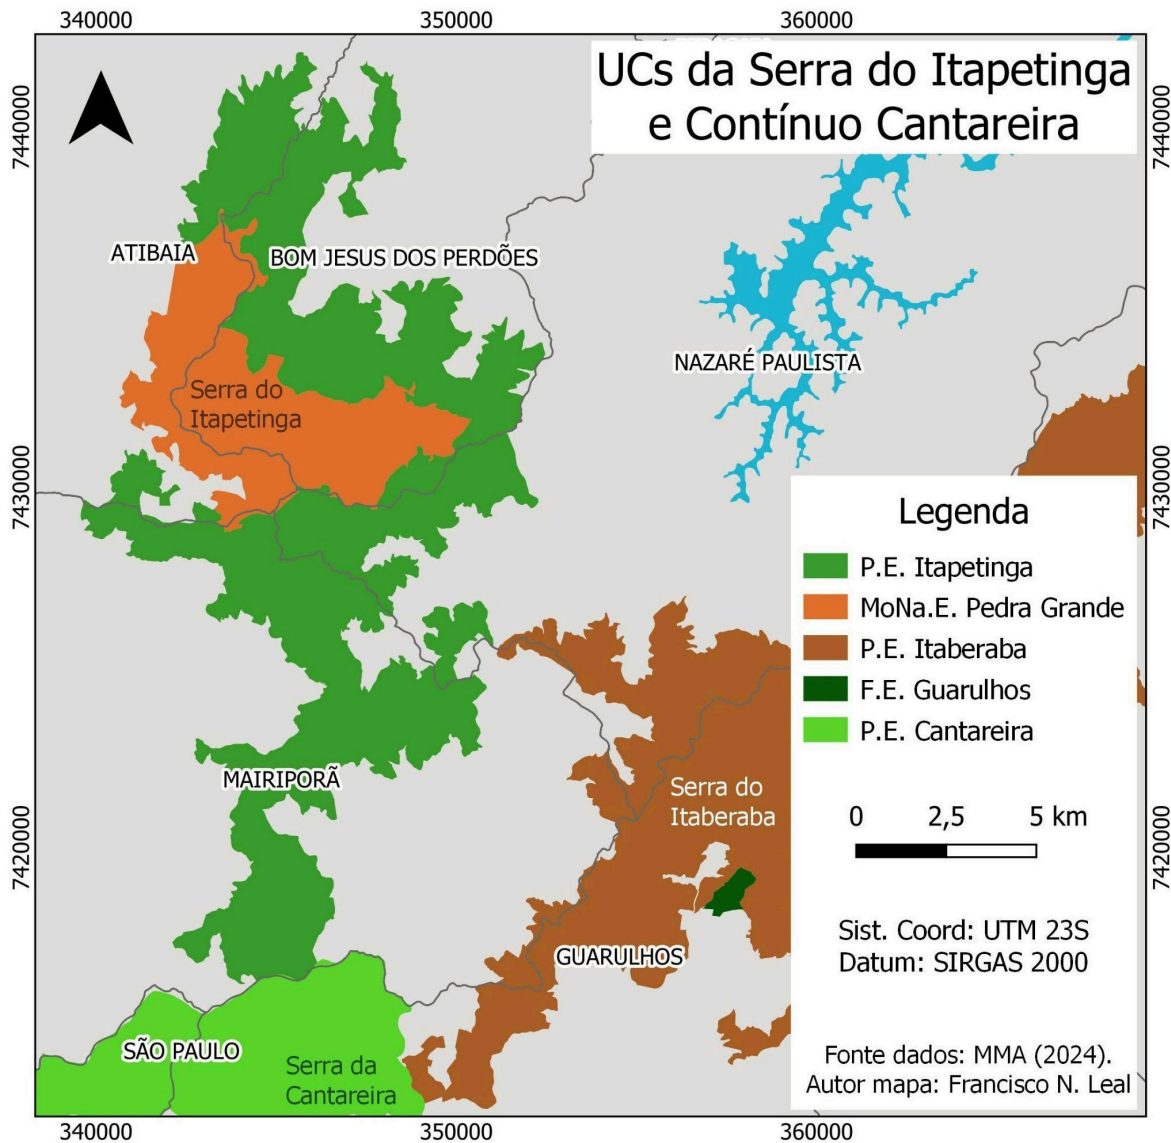 340000
350000
360000
UCs da Serra do Itapetinga
e Contínuo Cantareira
7440000
7440000
ATIBAIA
BOM JESUS DOS PERDÕES
NAZARÉ PAULISTA
Serra do
Itapetinga
7430000
7430000
Legenda
P.E. Itapetinga
MoNa.E. Pedra Grande
P.E. Itaberaba
F.E. Guarulhos
P.E. Cantareira
MAIRIPORÃ
Serra do
Itaberaba
0 2,5 5 km
7420000
7420000
Sist. Coord: UTM 23S
Datum: SIRGAS 2000
GUARULHOS
SÃO PAULO
Serra da
Cantareira
Fonte dados: MMA (2024).
Autor mapa: Francisco N. Leal
340000
350000
360000